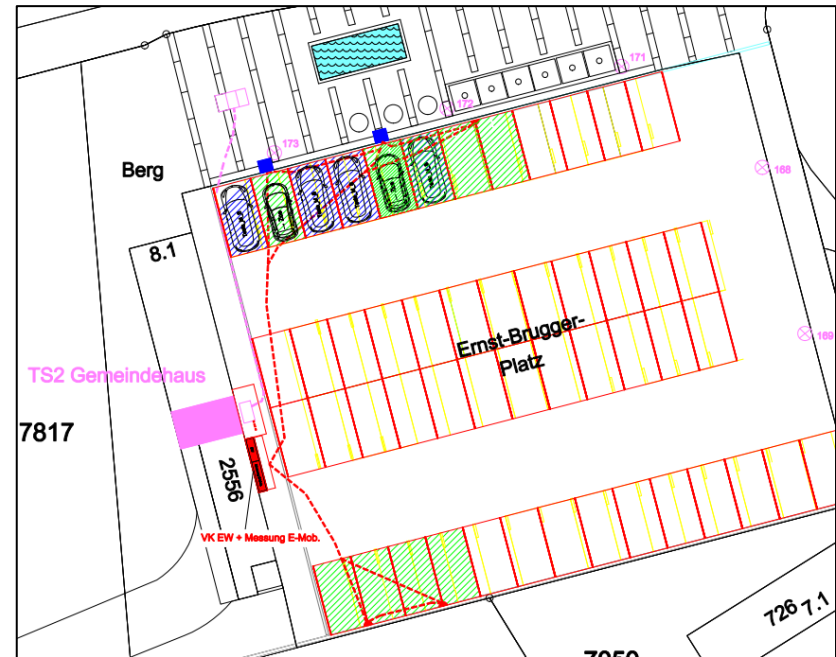 171
172
173
Berg
168
8.1
Ernst-Brugger-
Platz
169
TS2 Gemeindehaus
7817
2556
VK EW + Messung E-Mob.
726
7.1